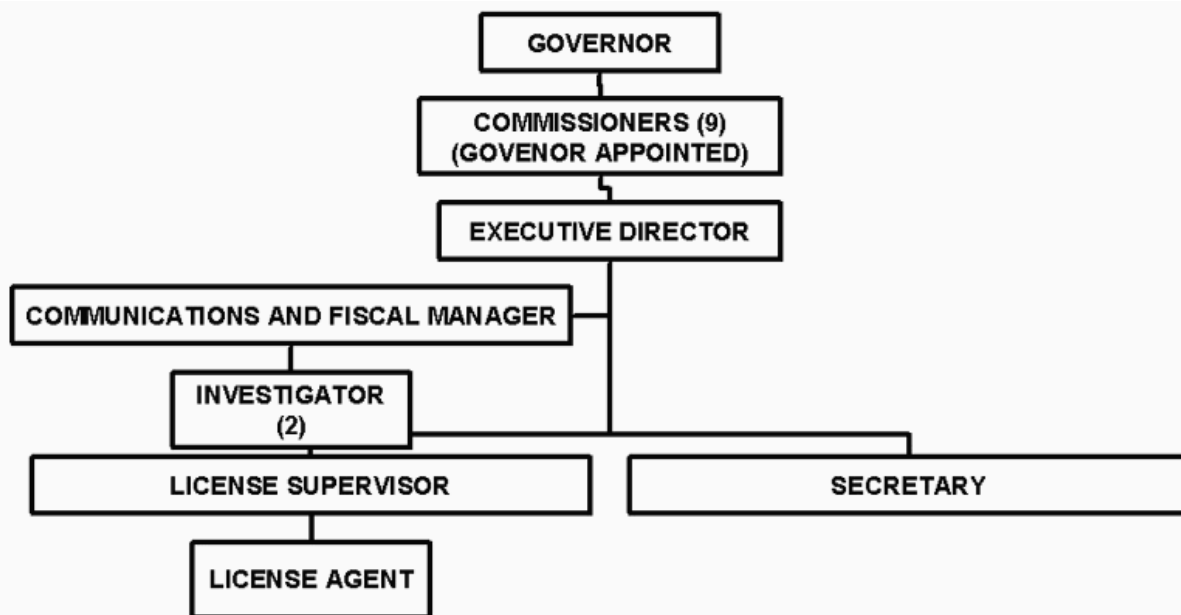 GOVERNOR
COMMISSIONERS (9)
(GOVENOR APPOINTED)
EXECUTIVE DIRECTOR
COMMUNICATIONS AND FISCAL MANAGER
INVESTIGATOR
(2)
LICENSE SUPERVISOR
SECRETARY
LICENSE AGENT